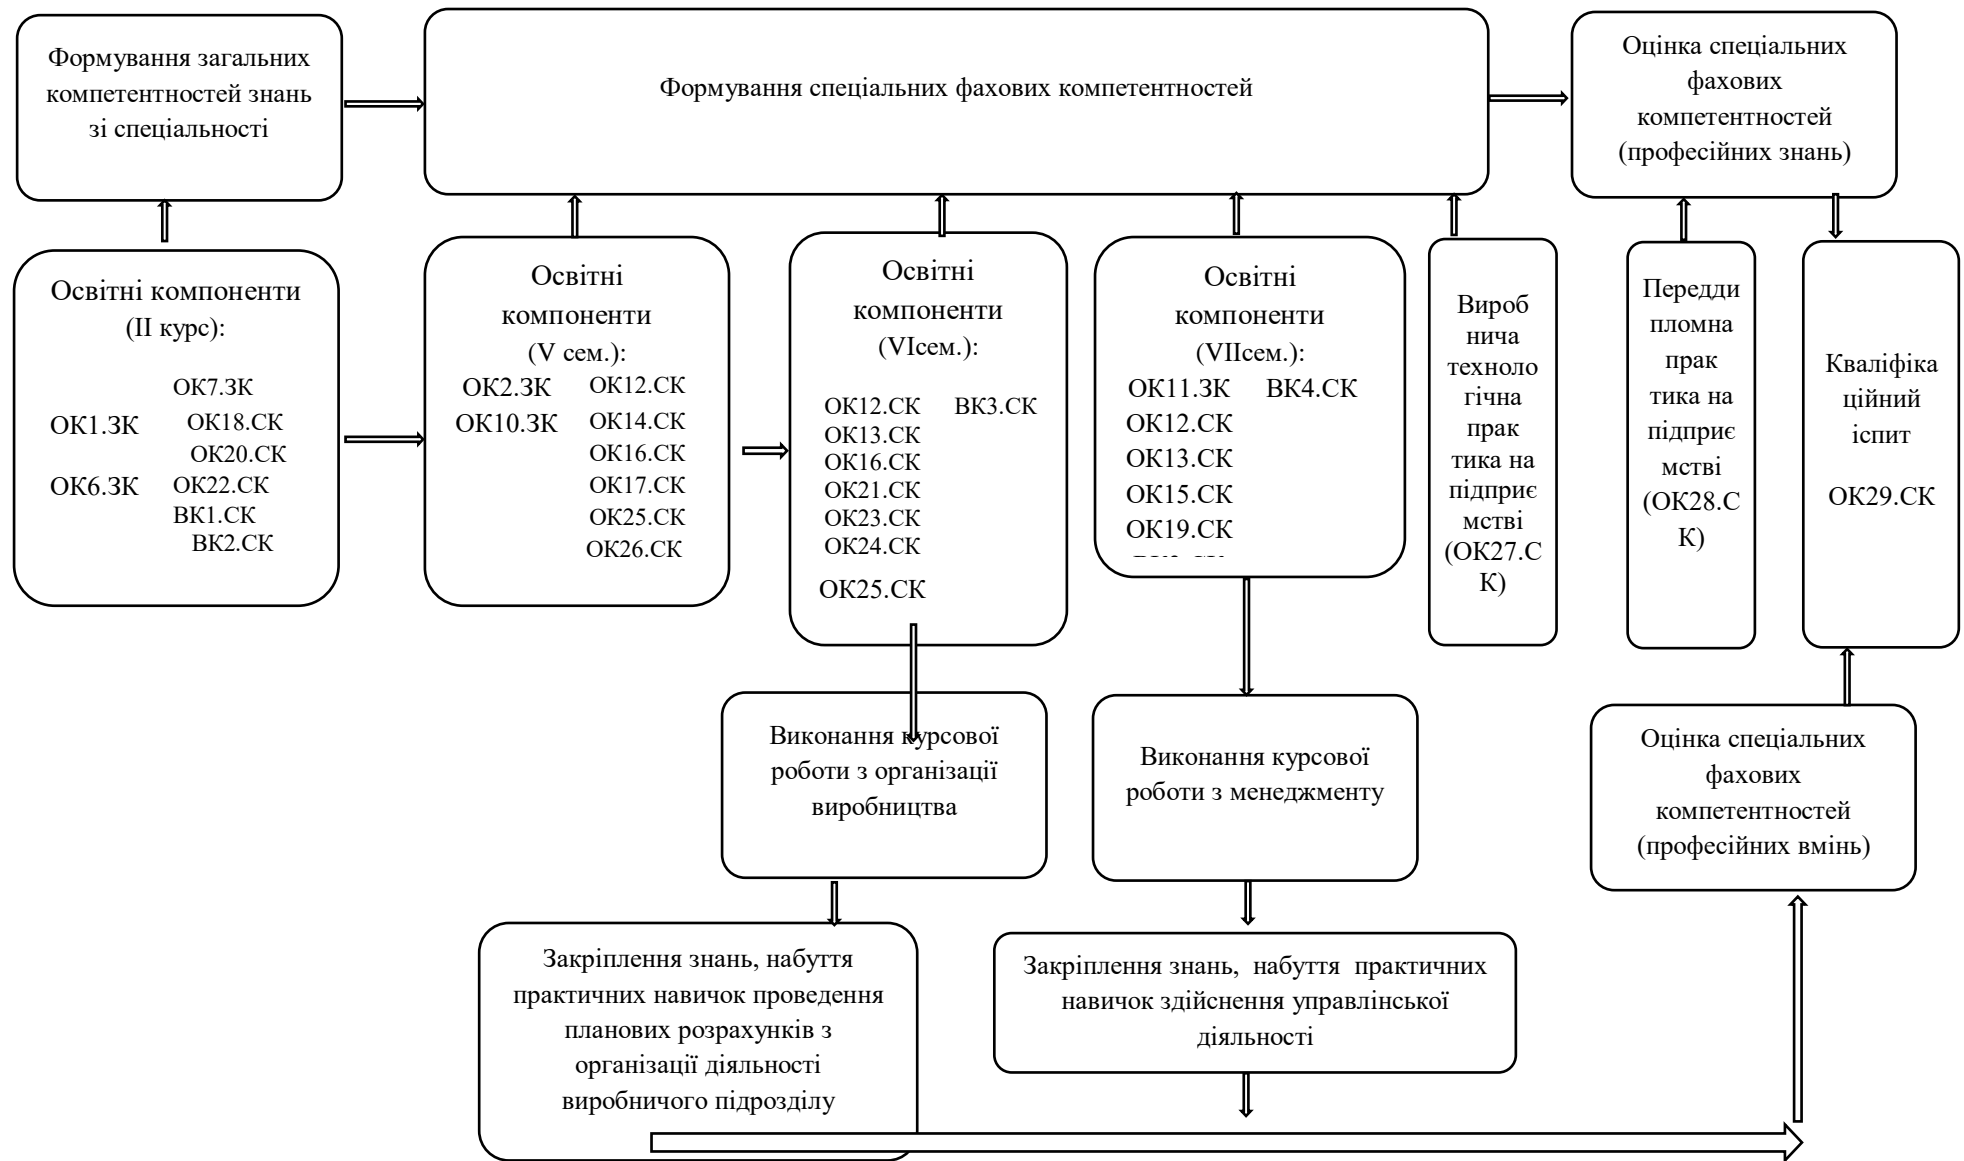 Формування загальних
компетентностей знань
зі спеціальності
Формування спеціальних фахових компетентностей
Оцінка спеціальних
фахових
компетентностей
(професійних знань)
Освітні компоненти
(ІІ курс):
ОК7.ЗК
ОК1.ЗК
ОК18.СК
ОК20.СК
ОК6.ЗК
ОК22.СК
ВК1.СК
ВК2.СК
Освітні
компоненти
(V сем.):
ОК2.ЗК
ОК12.СК
ОК10.ЗК
ОК14.СК
ОК16.СК
ОК17.СК
ОК25.СК
ОК26.СК
Освітні
компоненти
(VІсем.):
ОК12.СК ВК3.СК
ОК13.СК
ОК16.СК
ОК21.СК
ОК23.СК
ОК24.СК
ОК25.СК
Освітні
компоненти
(VІІсем.):
ОК11.ЗК ВК4.СК
ОК12.СК
ОК13.СК
ОК15.СК
ОК19.СК
Вироб
нича
техноло
гічна
прак
тика на
підприє
мстві
(ОК27.С
К)
Передди
пломна
прак
тика на
підприє
мстві
(ОК28.С
К)
Кваліфіка
ційний
іспит
ОК29.СК
Виконання курсової
роботи з організації
виробництва
Виконання курсової
роботи з менеджменту
Оцінка спеціальних
фахових
компетентностей
(професійних вмінь)
Закріплення знань, набуття
практичних навичок проведення
планових розрахунків з
організації діяльності
виробничого підрозділу
Закріплення знань, набуття практичних
навичок здійснення управлінської
діяльності